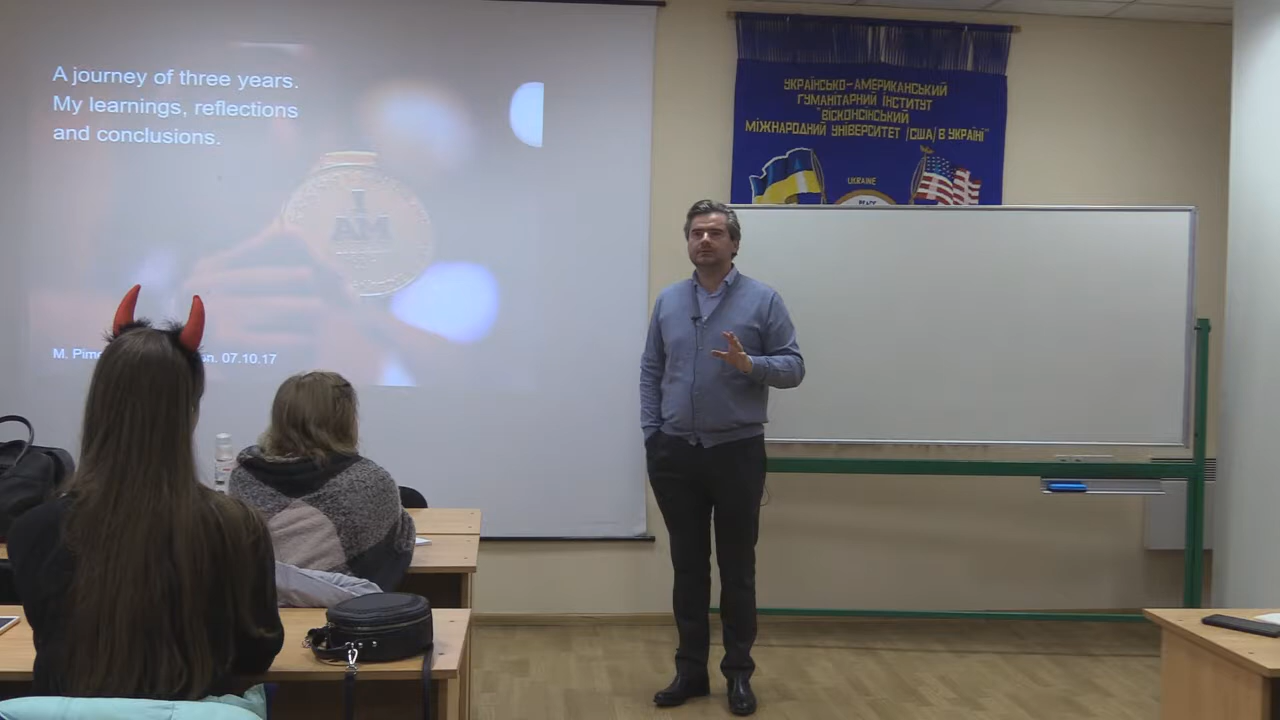 A journey of three years.
My learnings, reflections
and conclusions.
I
AM
M. Pime
n. 07.10.17
УКРАЇНСЬКО-АМЕРИКАНСЬКИЙ
ГУМАНІТАРНИЙ ІНСТИТУТ
"ВІСКОНСІНСЬКИЙ
МІЖНАРОДНИЙ УНІВЕРСИТЕТ /США/ В УКРАЇНІ"
UKRAINE
PEACE